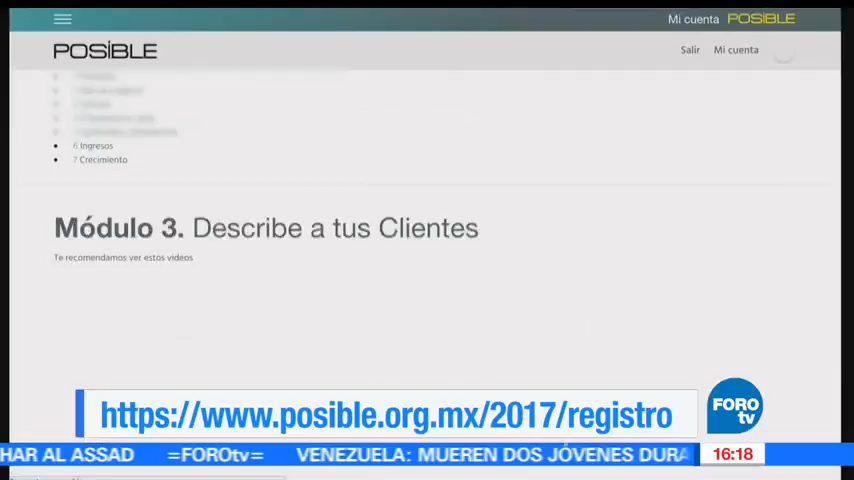 Mi cuenta POSIBLE
POSIBLE
Salir Mi cuenta
6 Ingresos
7 Crecimiento
Módulo 3. Describe a tus Clientes
Te recomendamos ver estos videos
https://www.posible.org.mx/2017/registro
FORO
tv
HAR AL ASSAD =FOROtv= VENEZUELA: MUEREN DOS JÓVENES DURA
16:18